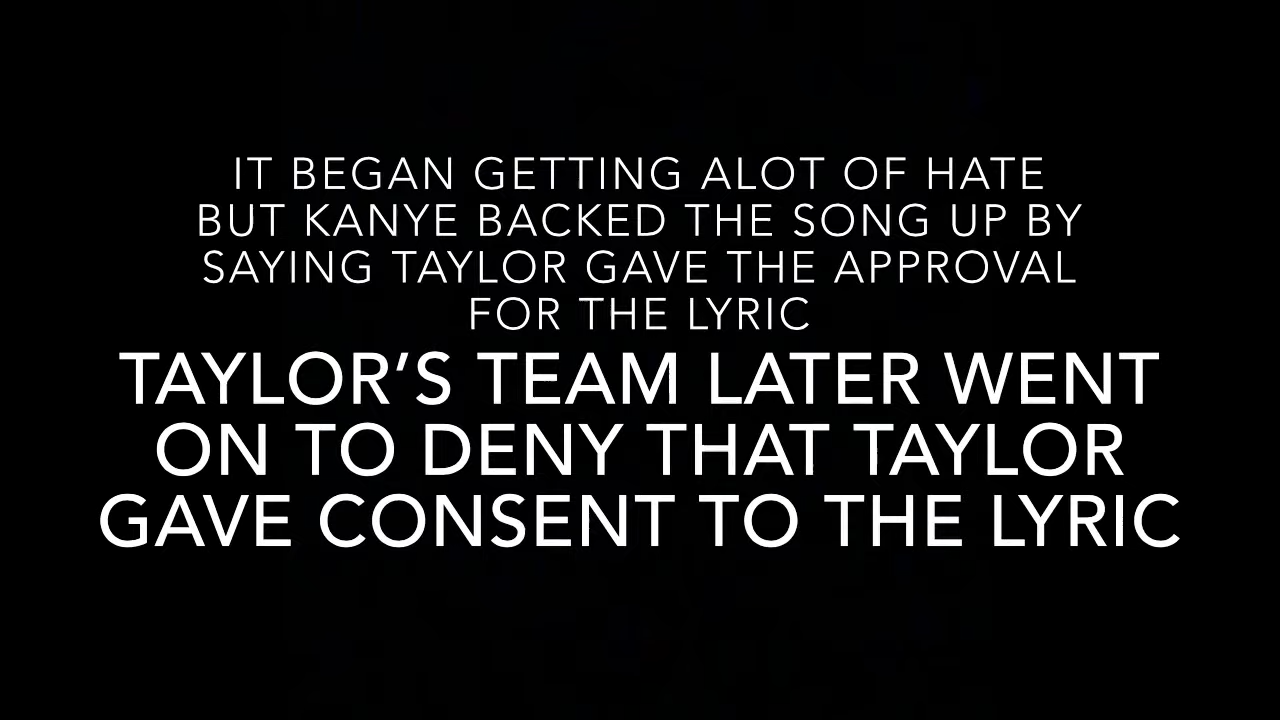 IT BEGAN GETTING ALOT OF HATE
BUT KANYE BACKED THE SONG UP BY
SAYING TAYLOR GAVE THE APPROVAL
FOR THE LYRIC
TAYLOR’S TEAM LATER WENT
ON TO DENY THAT TAYLOR
GAVE CONSENT TO THE LYRIC